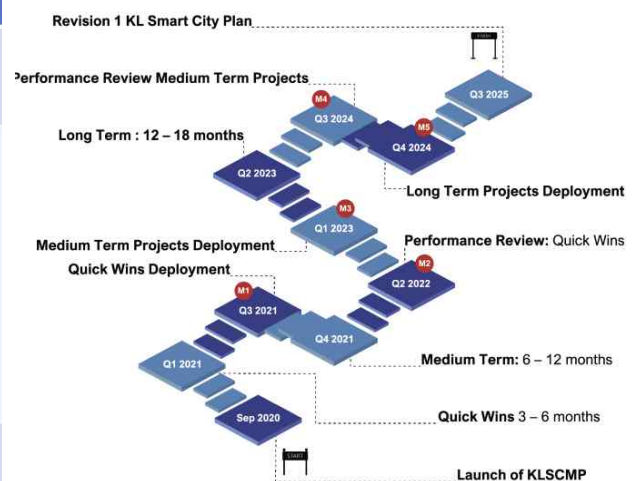 Revision 1 KL Smart City Plan
FINISH
Q3 2025
Performance Review Medium Term Projects
M4
Q3 2024
M5
Q4 2024
Long Term : 12 – 18 months
Q2 2023
Long Term Projects Deployment
M3
Q1 2023
Medium Term Projects Deployment
Performance Review: Quick Wins
Quick Wins Deployment
M2
Q2 2022
M1
Q3 2021
Q4 2021
Medium Term: 6 – 12 months
Q1 2021
Quick Wins 3 – 6 months
Sep 2020
START
Launch of KLSCMP